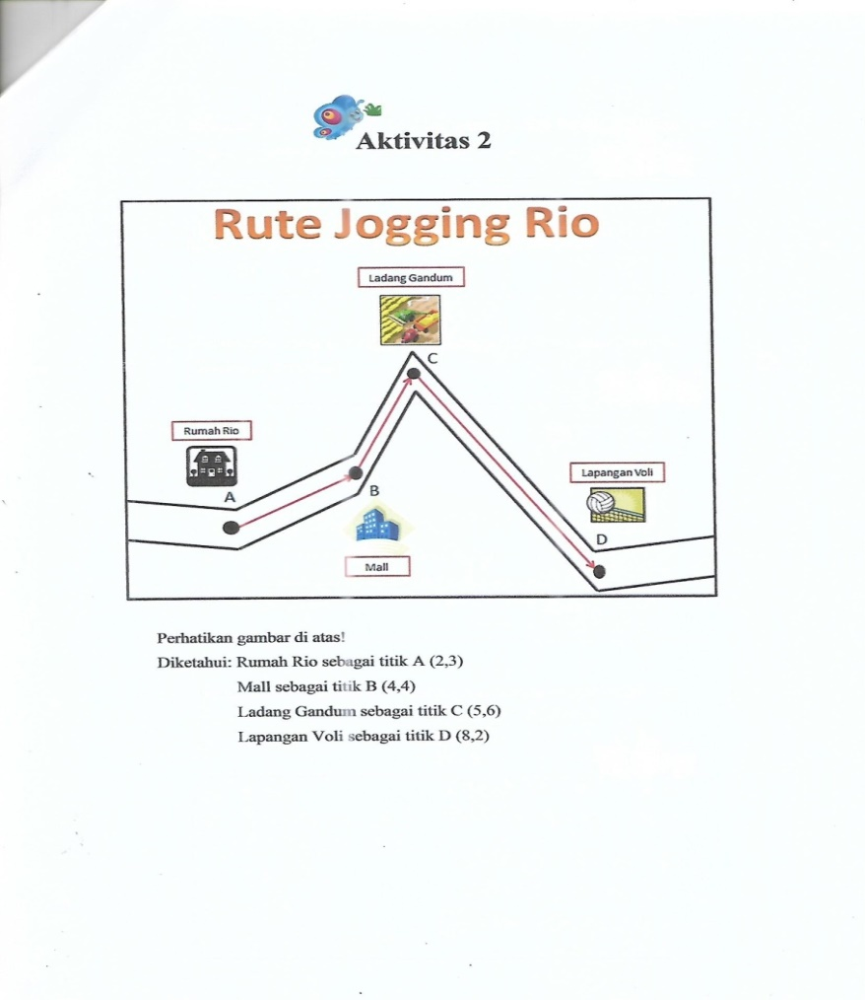 Aktivitas 2
Rute Jogging Rio
Ladang Gandum
C
Rumah Rio
A
B
Mall
Lapangan Voli
D
Perhatikan gambar di atas!
Diketahui: Rumah Rio sebagai titik A (2,3)
Mall sebagai titik B (4,4)
Ladang Gandum sebagai titik C (5,6)
Lapangan Voli sebagai titik D (8,2)